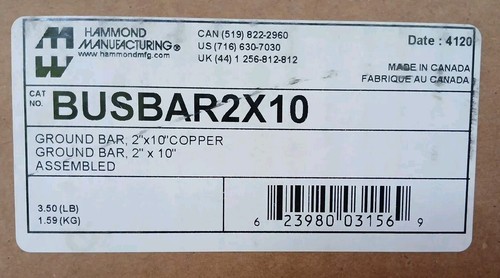 HAMMOND
MANUFACTURING®
www.hammondmfg.com
CAN (519) 822-2960
US (716) 630-7030
UK (44) 1 256-812-812
Date : 4120
MADE IN CANADA
FABRIQUE AU CANADA
CAT
NO.
BUSBAR2X10
GROUND BAR, 2"x10"COPPER
GROUND BAR, 2" x 10"
ASSEMBLED
3.50 (LB)
1.59 (KG)
6 23980 03156 9